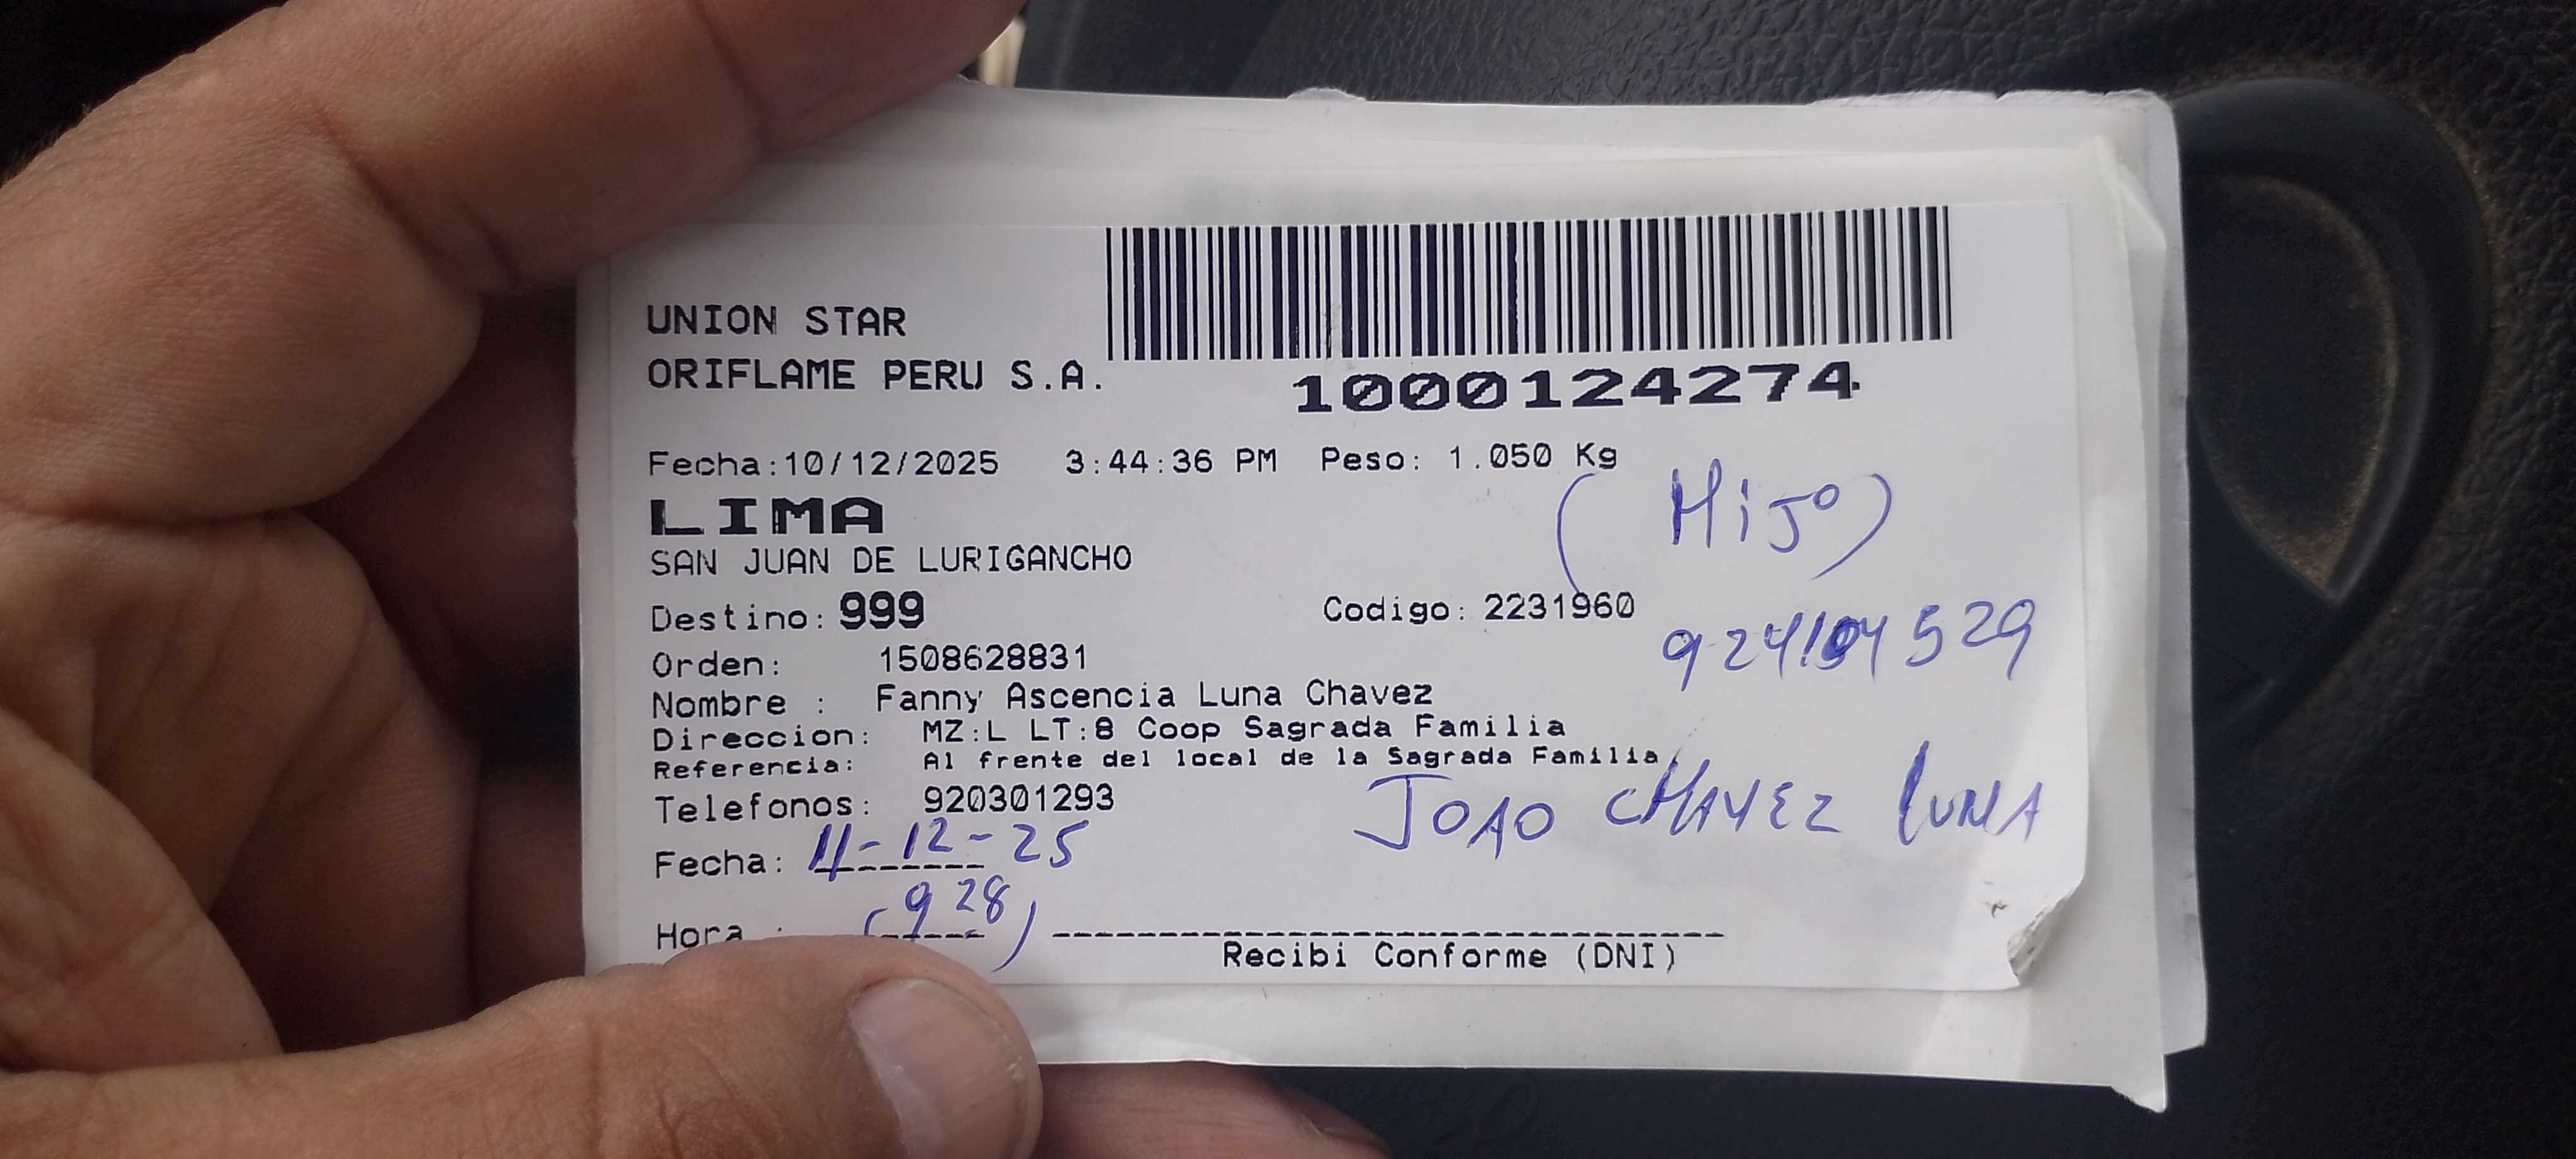 UNION STAR
ORIFLAME PERU S.A.
1000124274
Fecha:10/12/2025 3:44:36 PM Peso: 1.050 Kg
LIMA
(Hijo)
SAN JUAN DE LURIGANCHO
Destino: 999 Codigo: 2231960
924104529
Orden: 1508628831
Nombre : Fanny Ascencia Luna Chavez
Direccion: MZ:L LT:8 Coop Sagrada Familia
Referencia: Al frente del local de la Sagrada Familia
Telefonos: 920301293
JOAO CHAVEZ LUNA
Fecha: 11-12-25
Hora : (9 28)
Recibi Conforme (DNI)